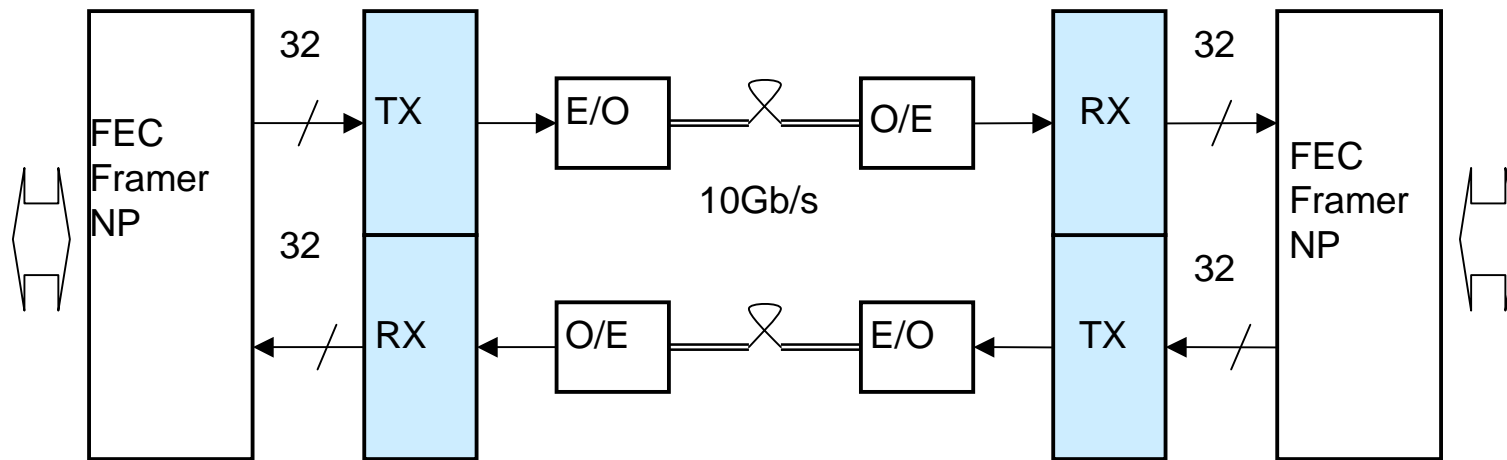 32
32
TX
E/O
O/E
RX
FEC
Framer
NP
FEC
Framer
NP
10Gb/s
32
32
RX
O/E
E/O
TX